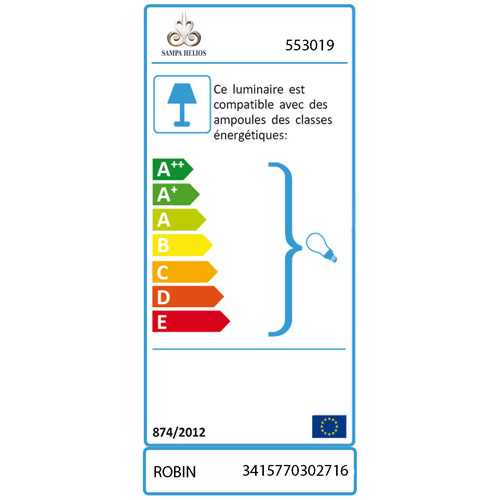 SAMPA HELIOS
553019
Ce luminaire est
compatible avec des
ampoules des classes
énergétiques:
A++
A+
A
B
C
D
E
874/2012
ROBIN 3415770302716